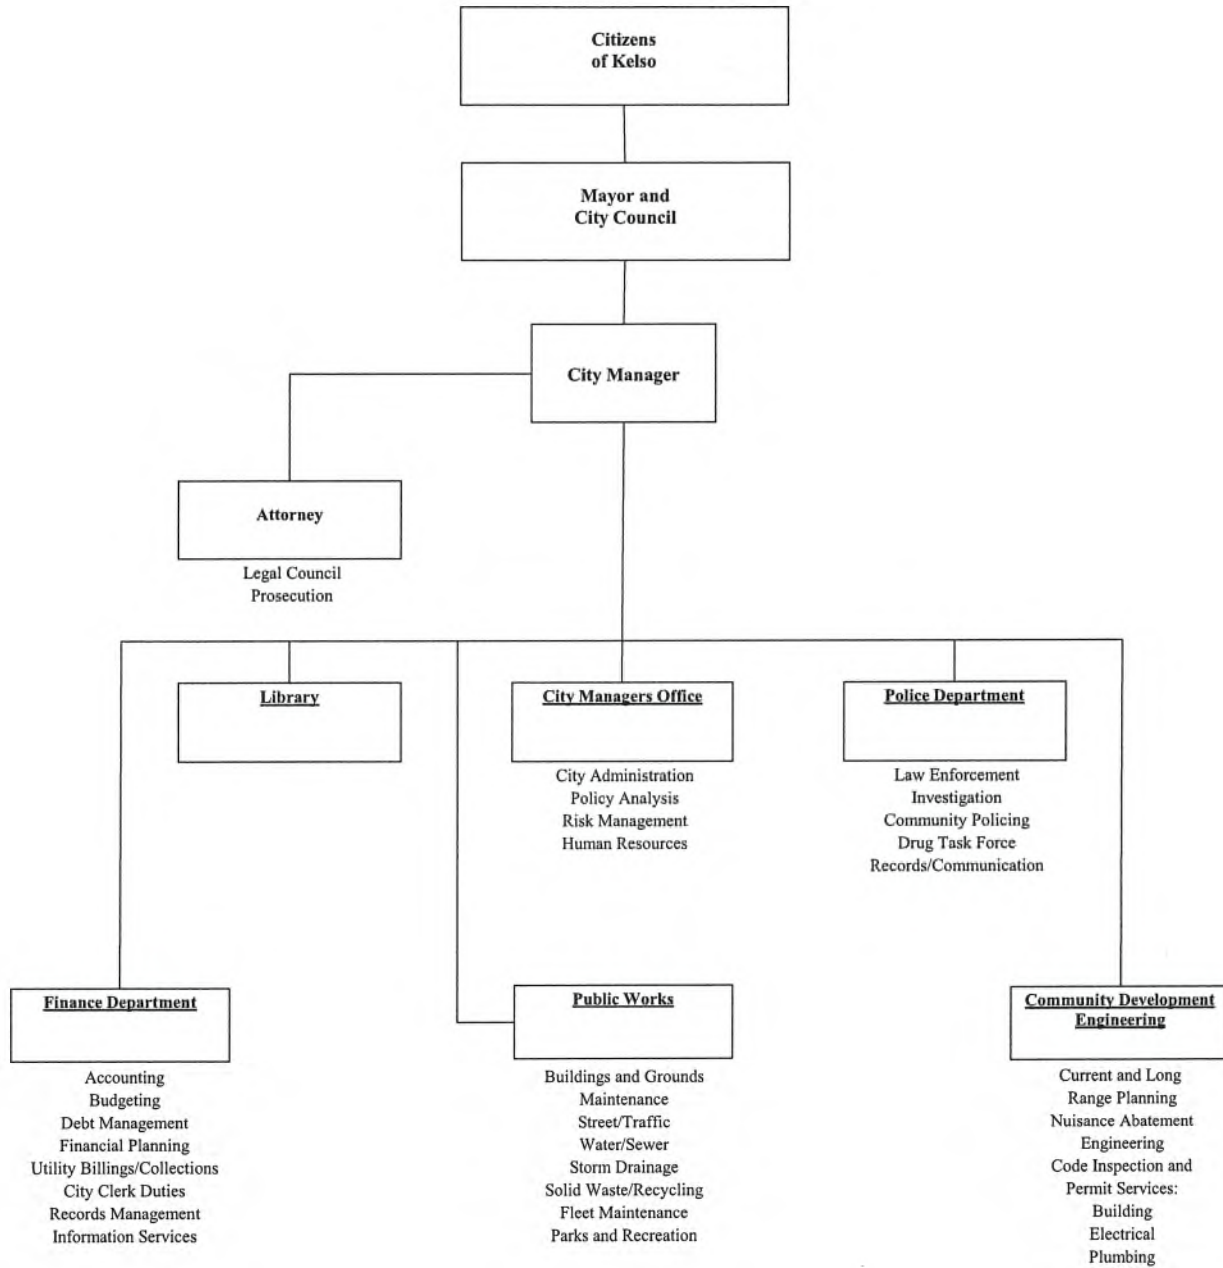 Citizens
of Kelso
Mayor and
City Council
City Manager
Attorney
Legal Council
Prosecution
Library
City Managers Office
City Administration
Policy Analysis
Risk Management
Human Resources
Police Department
Law Enforcement
Investigation
Community Policing
Drug Task Force
Records/Communication
Finance Department
Accounting
Budgeting
Debt Management
Financial Planning
Utility Billings/Collections
City Clerk Duties
Records Management
Information Services
Public Works
Buildings and Grounds
Maintenance
Street/Traffic
Water/Sewer
Storm Drainage
Solid Waste/Recycling
Fleet Maintenance
Parks and Recreation
Community Development
Engineering
Current and Long
Range Planning
Nuisance Abatement
Engineering
Code Inspection and
Permit Services:
Building
Electrical
Plumbing